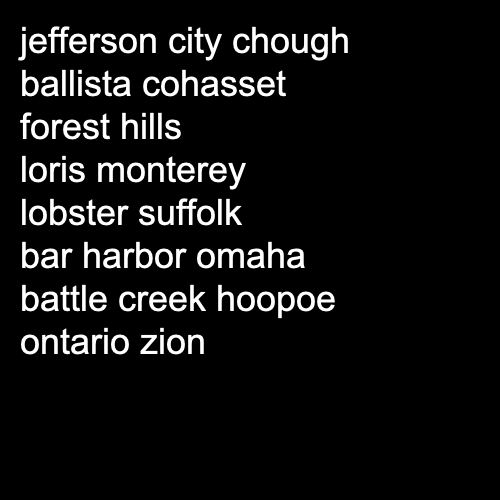 jefferson city chough
ballista cohasset
forest hills
loris monterey
lobster suffolk
bar harbor omaha
battle creek hoopoe
ontario zion